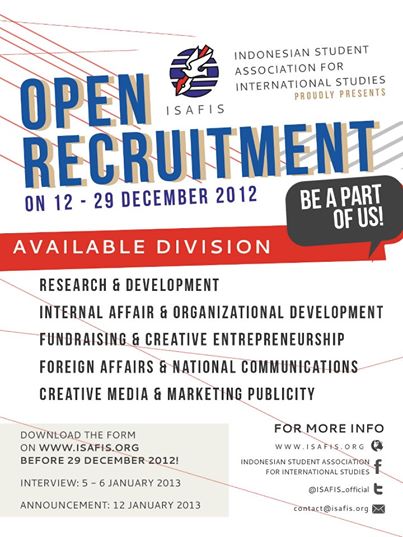 ISAFIS
INDONESIAN STUDENT
ASSOCIATION FOR
INTERNATIONAL STUDIES
PROUDLY PRESENTS
OPEN
RECRUITMENT
ON 12 - 29 DECEMBER 2012
BE A PART
OF US!
AVAILABLE DIVISION
RESEARCH & DEVELOPMENT
INTERNAL AFFAIR & ORGANIZATIONAL DEVELOPMENT
FUNDRAISING & CREATIVE ENTREPRENEURSHIP
FOREIGN AFFAIRS & NATIONAL COMMUNICATIONS
CREATIVE MEDIA & MARKETING PUBLICITY
DOWNLOAD THE FORM
ON WWW.ISAFIS.ORG
BEFORE 29 DECEMBER 2012!
INTERVIEW: 5 - 6 JANUARY 2013
ANNOUNCEMENT: 12 JANUARY 2013
FOR MORE INFO
WWW.ISAFIS.ORG
INDONESIAN STUDENT ASSOCIATION
FOR INTERNATIONAL STUDIES
@ISAFIS_official
contact@isafis.org